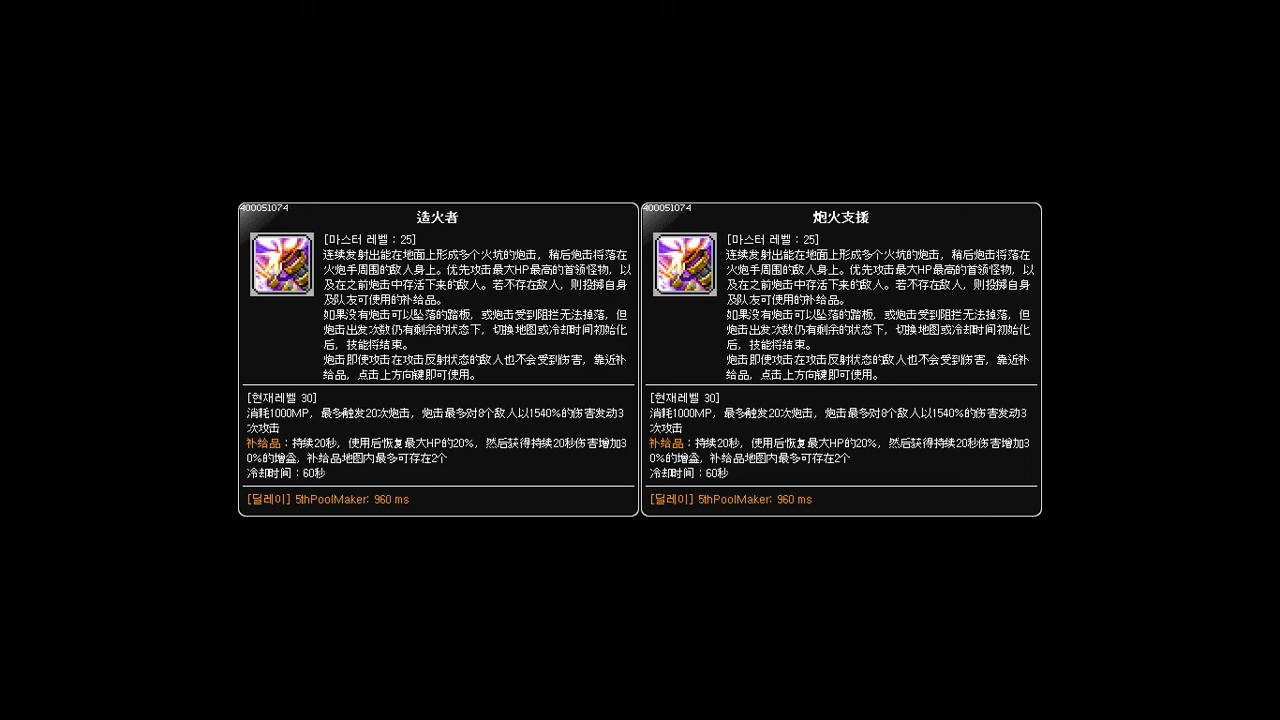 400051074
造火者
[마스터 레벨 : 25]
连续发射出能在地面上形成多个火坑的炮击，稍后炮击将落在
火炮手周围的敌人身上。优先攻击最大HP最高的首领怪物，以
及在之前炮击中存活下来的敌人。若不存在敌人，则投掷自身
及队友可使用的补给品。
如果没有炮击可以坠落的踏板，或炮击受到阻拦无法掉落，但
炮击出发次数仍有剩余的状态下，切换地图或冷却时间初始化
后，技能将结束。
炮击即使攻击在攻击反射状态的敌人也不会受到伤害，靠近补
给品，点击上方向键即可使用。
[현재레벨 30]
消耗1000MP，最多触发20次炮击，炮击最多对8个敌人以1540%的伤害发动3
次攻击
补给品：持续20秒，使用后恢复最大HP的20%，然后获得持续20秒伤害增加3
0%的增益，补给品地图内最多可存在2个
冷却时间：60秒
[딜레이] 5thPoolMaker: 960 ms
400051074
炮火支援
[마스터 레벨 : 25]
连续发射出能在地面上形成多个火坑的炮击，稍后炮击将落在
火炮手周围的敌人身上。优先攻击最大HP最高的首领怪物，以
及在之前炮击中存活下来的敌人。若不存在敌人，则投掷自身
及队友可使用的补给品。
如果没有炮击可以坠落的踏板，或炮击受到阻拦无法掉落，但
炮击出发次数仍有剩余的状态下，切换地图或冷却时间初始化
后，技能将结束。
炮击即使攻击在攻击反射状态的敌人也不会受到伤害，靠近补
给品，点击上方向键即可使用。
[현재레벨 30]
消耗1000MP，最多触发20次炮击，炮击最多对8个敌人以1540%的伤害发动3
次攻击
补给品：持续20秒，使用后恢复最大HP的20%，然后获得持续20秒伤害增加3
0%的增益，补给品地图内最多可存在2个
冷却时间：60秒
[딜레이] 5thPoolMaker: 960 ms